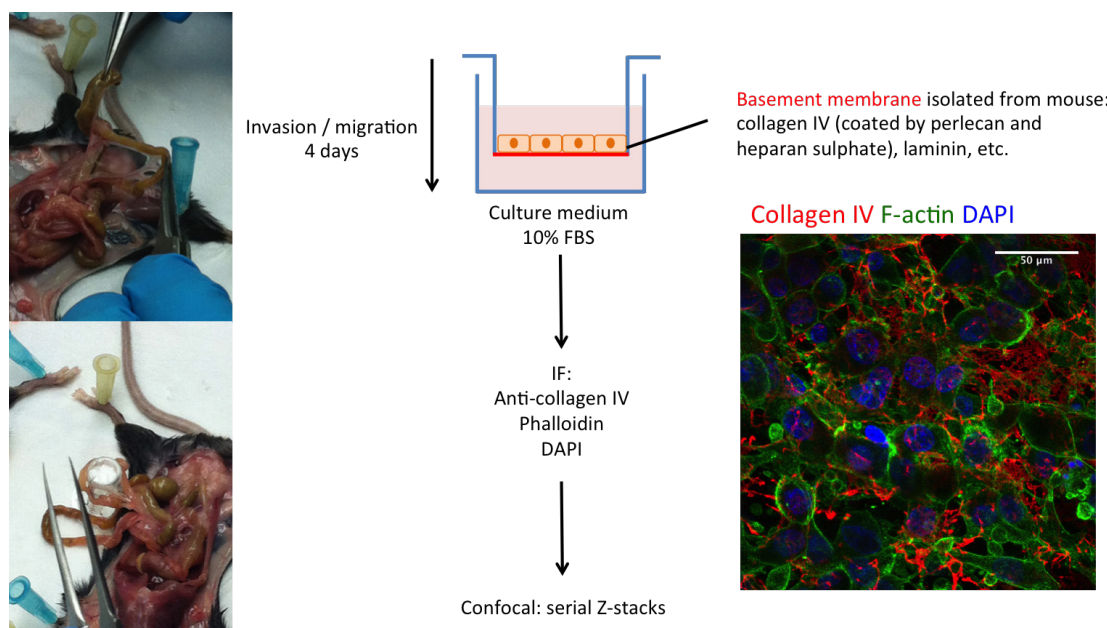 Invasion / migration
4 days
Basement membrane isolated from mouse:
collagen IV (coated by perlecan and
heparan sulphate), laminin, etc.
Culture medium
10% FBS
Collagen IV F-actin DAPI
50 µm
IF:
Anti-collagen IV
Phalloidin
DAPI
Confocal: serial Z-stacks